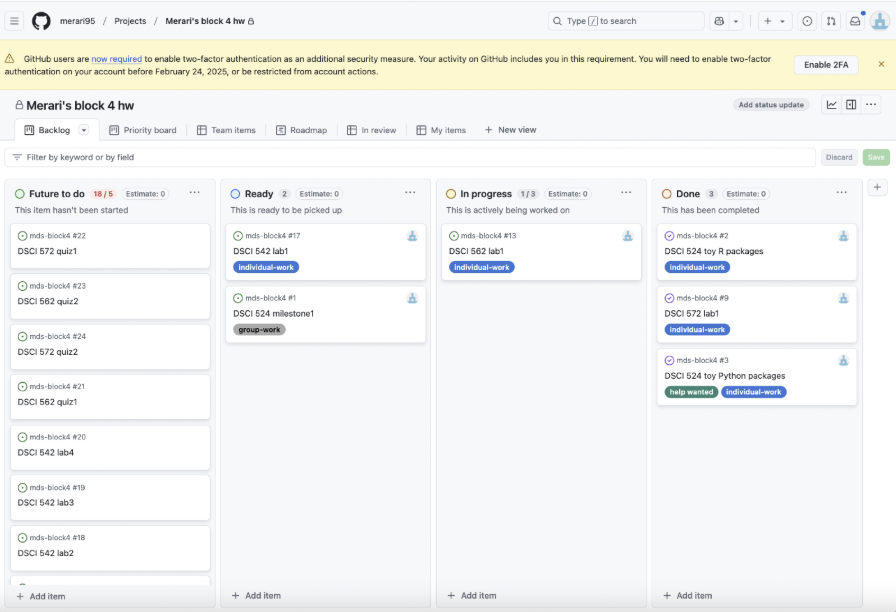 merari95 / Projects / Merari's block 4 hw
Type / to search
GitHub users are now required to enable two-factor authentication as an additional security measure. Your activity on GitHub includes you in this requirement. You will need to enable two-factor
authentication on your account before February 24, 2025, or be restricted from account actions.
Enable 2FA
Merari's block 4 hw
Add status update
Backlog
Priority board
Team items
Roadmap
In review
My items
+ New view
Filter by keyword or by field
Discard
Save
Future to do 18 / 5 Estimate: 0
This item hasn't been started
mds-block4 #22
DSCI 572 quiz1
mds-block4 #23
DSCI 562 quiz2
mds-block4 #24
DSCI 572 quiz2
mds-block4 #21
DSCI 562 quiz1
mds-block4 #20
DSCI 542 lab4
mds-block4 #19
DSCI 542 lab3
mds-block4 #18
DSCI 542 lab2
+ Add item
Ready 2 Estimate: 0
This is ready to be picked up
mds-block4 #17
DSCI 542 lab1
individual-work
mds-block4 #1
DSCI 524 milestone1
group-work
+ Add item
In progress 1 / 3 Estimate: 0
This is actively being worked on
mds-block4 #13
DSCI 562 lab1
individual-work
+ Add item
Done 3 Estimate: 0
This has been completed
mds-block4 #2
DSCI 524 toy R packages
individual-work
mds-block4 #9
DSCI 572 lab1
individual-work
mds-block4 #3
DSCI 524 toy Python packages
help wanted individual-work
+ Add item